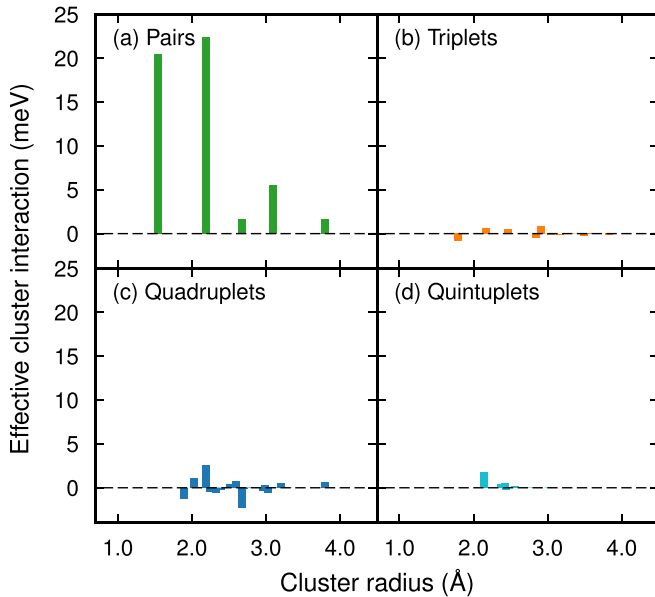 Effective cluster interaction (meV)
25
20
15
10
5
0
(a) Pairs
(b) Triplets
25
20
15
10
5
0
(c) Quadruplets
(d) Quintuplets
1.0 2.0 3.0 4.0 1.0 2.0 3.0 4.0
Cluster radius (Å)